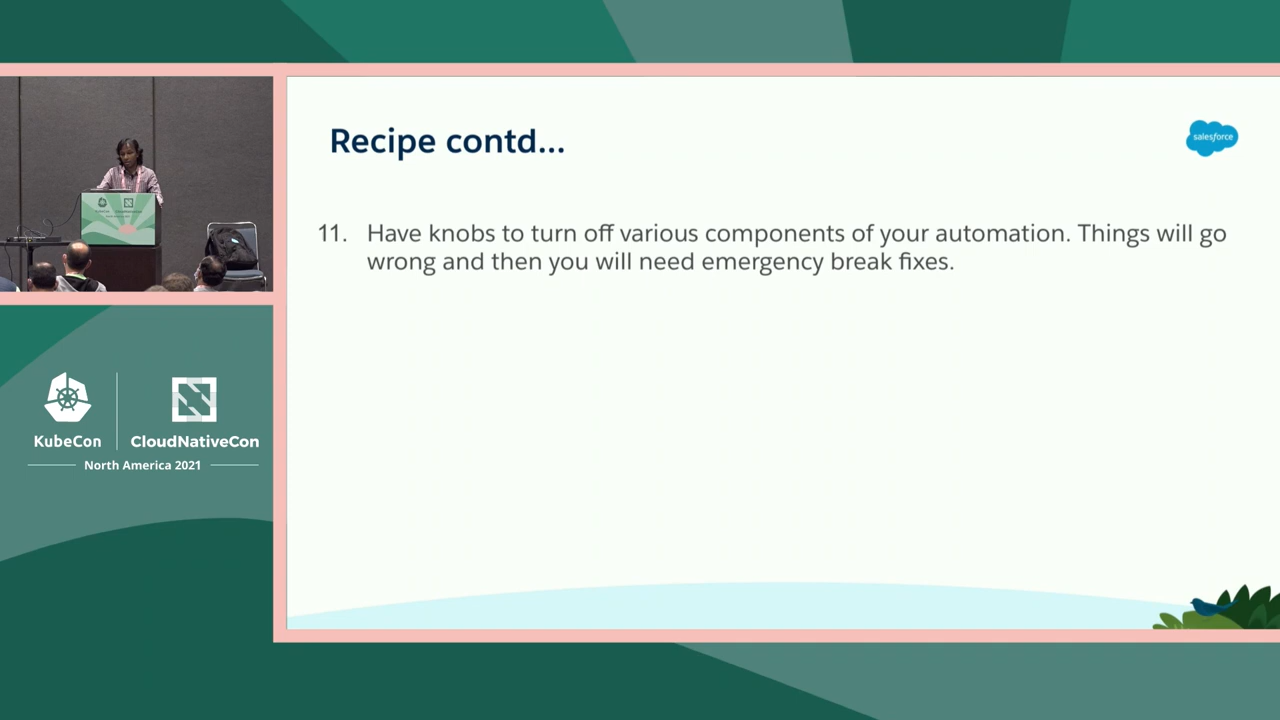 Recipe contd...
salesforce
11. Have knobs to turn off various components of your automation. Things will go
wrong and then you will need emergency break fixes.
KubeCon
CloudNativeCon
North America 2021